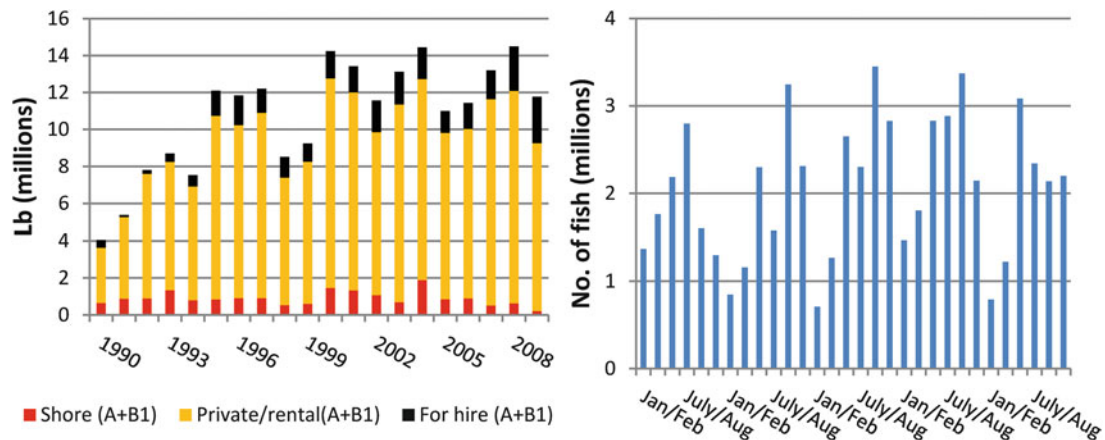 Lb (millions)
16
14
12
10
8
6
4
2
0
1990
1993
1996
1999
2002
2005
2008
Shore (A+B1)
Private/rental(A+B1)
For hire (A+B1)
No. of fish (millions)
4
3
2
1
0
Jan/Feb
July/Aug
Jan/Feb
July/Aug
Jan/Feb
July/Aug
Jan/Feb
July/Aug
Jan/Feb
July/Aug